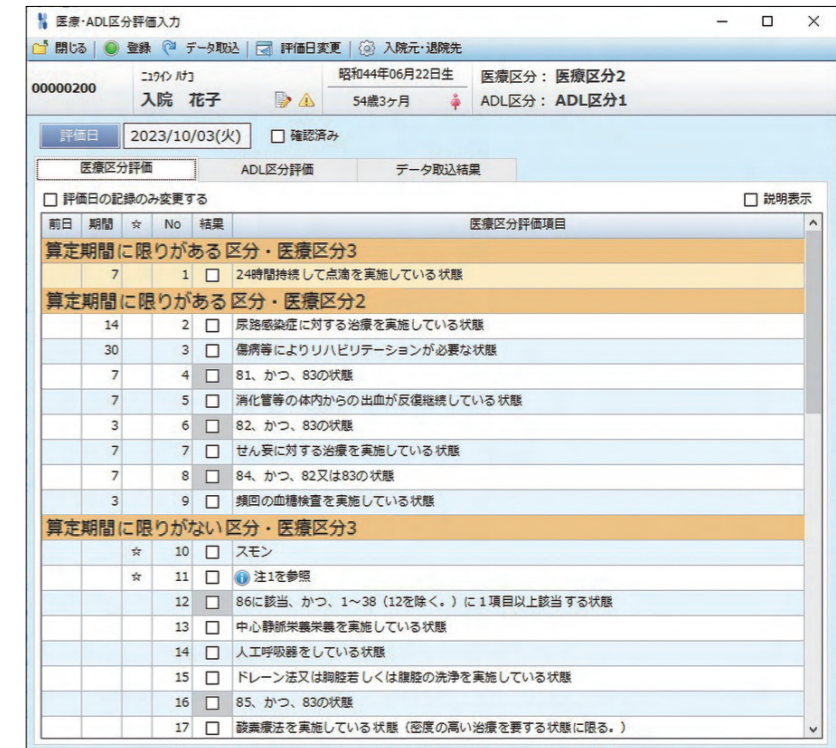 医療・ADL区分評価入力
閉じる 登録 データ取込 評価日変更 入院元・退院先
00000200
ﾆｭｳｲﾝ ﾊﾅｺ
入院 花子
昭和44年06月22日生
54歳3ヶ月
医療区分： 医療区分2
ADL区分： ADL区分1
評価日 2023/10/03(火) 確認済み
医療区分評価 ADL区分評価 データ取込結果
評価日の記録のみ変更する 説明表示
前日 期間 ☆ No 結果 医療区分評価項目
算定期間に限りがある区分・医療区分3
7 1 24時間持続して点滴を実施している状態
算定期間に限りがある区分・医療区分2
14 2 尿路感染症に対する治療を実施している状態
30 3 傷病等によりリハビリテーションが必要な状態
7 4 81、かつ、83の状態
7 5 消化管等の体内からの出血が反復継続している状態
3 6 82、かつ、83の状態
7 7 せん妄に対する治療を実施している状態
7 8 84、かつ、82又は83の状態
3 9 頻回の血糖検査を実施している状態
算定期間に限りがない区分・医療区分3
☆ 10 スモン
☆ 11 注1を参照
12 86に該当、かつ、1～38（12を除く。）に１項目以上該当する状態
13 中心静脈栄養栄養を実施している状態
14 人工呼吸器をしている状態
15 ドレーン法又は胸腔若しくは腹腔の洗浄を実施している状態
16 85、かつ、83の状態
17 酸素療法を実施している状態（密度の高い治療を要する状態に限る。）